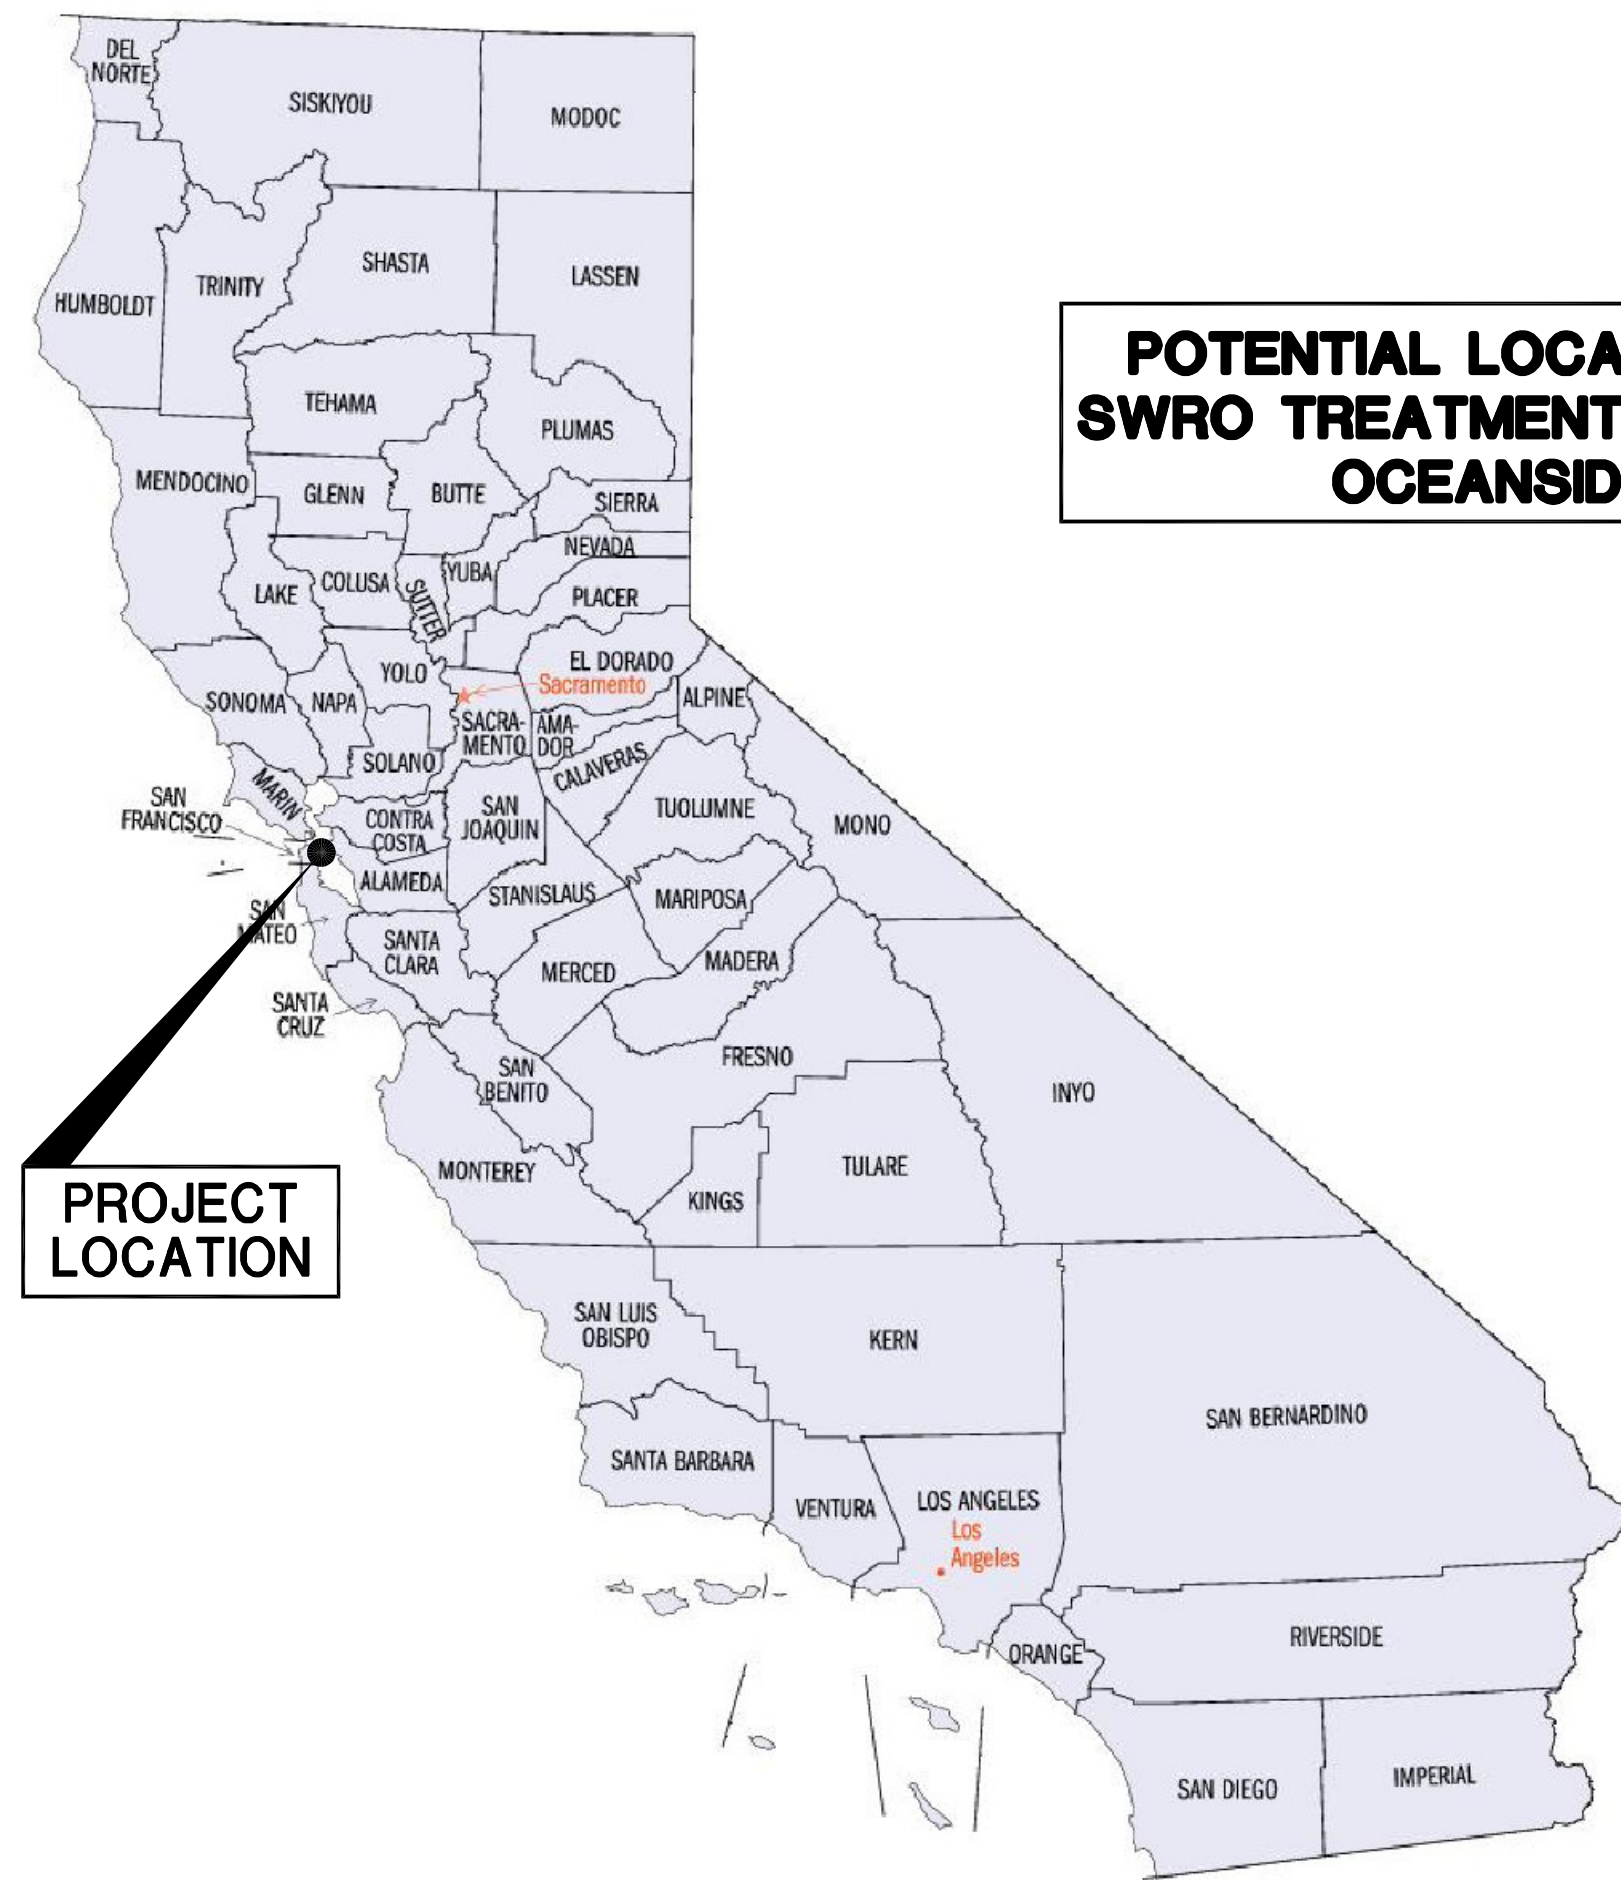 DEL
NORTE
SISKIYOU
MODOC
SHASTA
LASSEN
TRINITY
HUMBOLDT
POTENTIAL LOCA
SWRO TREATMENT
OCEANSID
TEHAMA
PLUMAS
MENDOCINO
GLENN
BUTTE
SIERRA
NEVADA
YUBA
COLUSA
LAKE
SUTTER
PLACER
YOLO
EL DORADO
Sacramento
SONOMA
NAPA
ALPINE
SACRA-
MENTO
AMA-
DOR
SOLANO
CALAVERAS
MARIN
SAN
FRANCISCO
CONTRA
COSTA
SAN
JOAQUIN
TUOLUMNE
MONO
ALAMEDA
STANISLAUS
MARIPOSA
SAN
MATEO
SANTA
CLARA
MERCED
MADERA
SANTA
CRUZ
FRESNO
SAN
BENITO
INYO
MONTEREY
TULARE
KINGS
PROJECT
LOCATION
SAN LUIS
OBISPO
KERN
SAN BERNARDINO
SANTA BARBARA
VENTURA
LOS ANGELES
Los
Angeles
ORANGE
RIVERSIDE
SAN DIEGO
IMPERIAL